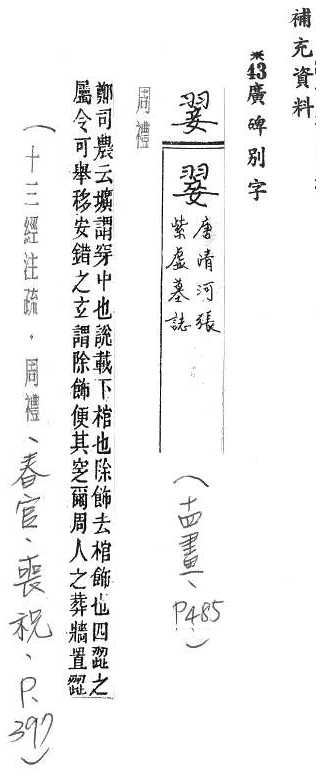 補充資料
※43廣碑別字
翣
翣 唐清河張
紫虛墓誌
(十四畫、P485)
周禮
鄭司農云壙謂穿中也說載下棺也除飾去棺飾也四翣之
屬令可舉移安錯之玄謂除飾便其窆爾周人之葬牆置翣
(十三經注疏・周禮、春官、喪祝、P.397)